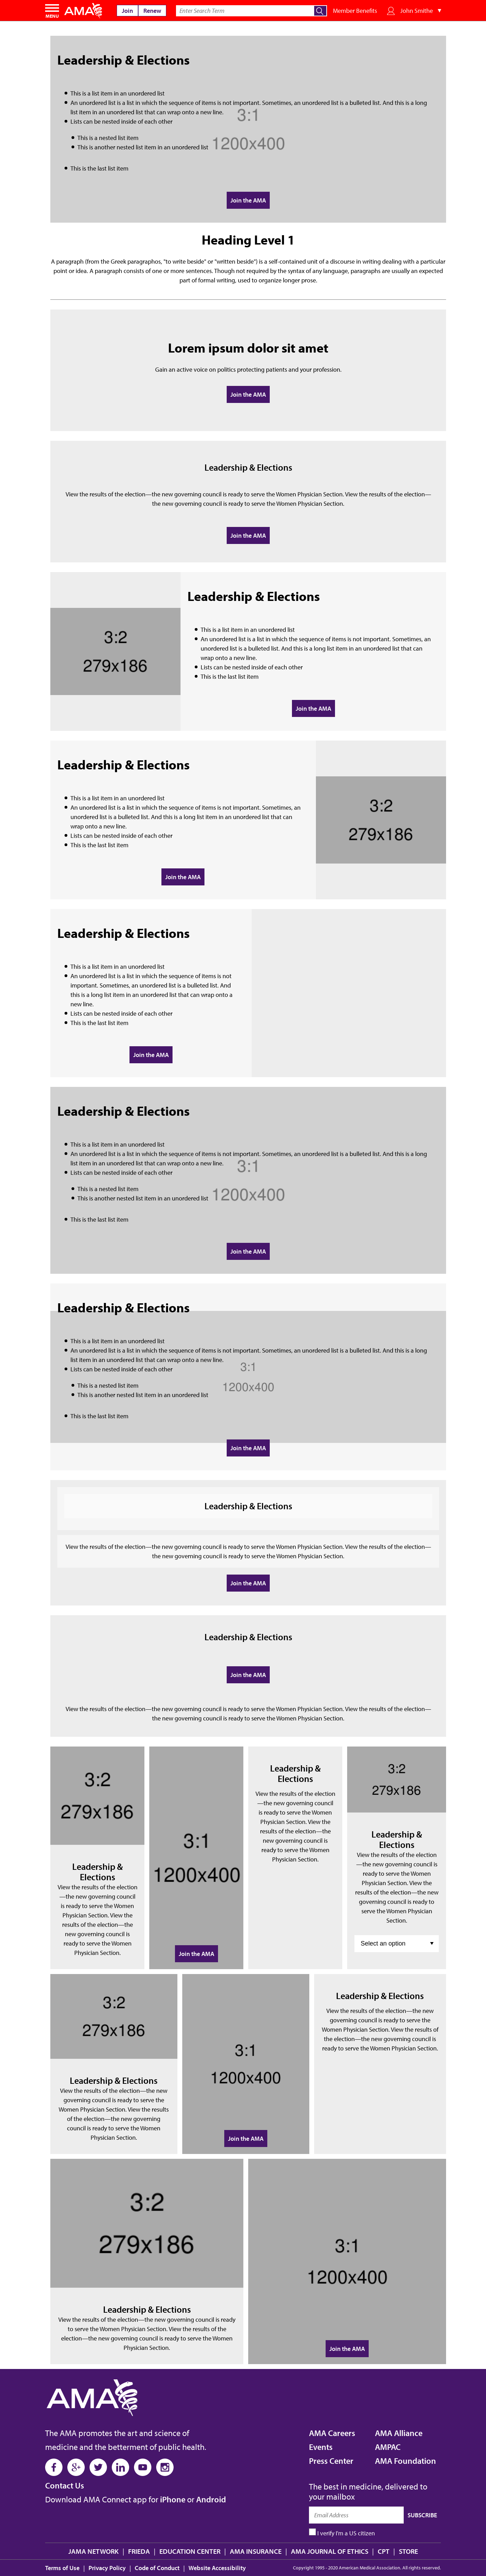 MENU
AMA
Join
Renew
Enter Search Term
Member Benefits
John Smithe
Leadership & Elections
This is a list item in an unordered list
An unordered list is a list in which the sequence of items is not important. Sometimes, an unordered list is a bulleted list. And this is a long
list item in an unordered list that can wrap onto a new line.
Lists can be nested inside of each other
This is a nested list item
This is another nested list item in an unordered list
This is the last list item
3:1
1200x400
Join the AMA
Heading Level 1
A paragraph (from the Greek paragraphos, "to write beside" or "written beside") is a self-contained unit of a discourse in writing dealing with a particular
point or idea. A paragraph consists of one or more sentences. Though not required by the syntax of any language, paragraphs are usually an expected
part of formal writing, used to organize longer prose.
Lorem ipsum dolor sit amet
Gain an active voice on politics protecting patients and your profession.
Join the AMA
Leadership & Elections
View the results of the election—the new governing council is ready to serve the Women Physician Section. View the results of the election—
the new governing council is ready to serve the Women Physician Section.
Join the AMA
3:2
279x186
Leadership & Elections
This is a list item in an unordered list
An unordered list is a list in which the sequence of items is not important. Sometimes, an
unordered list is a bulleted list. And this is a long list item in an unordered list that can
wrap onto a new line.
Lists can be nested inside of each other
This is the last list item
Join the AMA
Leadership & Elections
This is a list item in an unordered list
An unordered list is a list in which the sequence of items is not important. Sometimes, an
unordered list is a bulleted list. And this is a long list item in an unordered list that can
wrap onto a new line.
Lists can be nested inside of each other
This is the last list item
Join the AMA
3:2
279x186
Leadership & Elections
This is a list item in an unordered list
An unordered list is a list in which the sequence of items is not
important. Sometimes, an unordered list is a bulleted list. And
this is a long list item in an unordered list that can wrap onto a
new line.
Lists can be nested inside of each other
This is the last list item
Join the AMA
Leadership & Elections
This is a list item in an unordered list
An unordered list is a list in which the sequence of items is not important. Sometimes, an unordered list is a bulleted list. And this is a long
list item in an unordered list that can wrap onto a new line.
Lists can be nested inside of each other
This is a nested list item
This is another nested list item in an unordered list
This is the last list item
3:1
1200x400
Join the AMA
Leadership & Elections
This is a list item in an unordered list
An unordered list is a list in which the sequence of items is not important. Sometimes, an unordered list is a bulleted list. And this is a long
list item in an unordered list that can wrap onto a new line.
Lists can be nested inside of each other
This is a nested list item
This is another nested list item in an unordered list
This is the last list item
3:1
1200x400
Join the AMA
Leadership & Elections
View the results of the election—the new governing council is ready to serve the Women Physician Section. View the results of the election—
the new governing council is ready to serve the Women Physician Section.
Join the AMA
Leadership & Elections
Join the AMA
View the results of the election—the new governing council is ready to serve the Women Physician Section. View the results of the election—
the new governing council is ready to serve the Women Physician Section.
3:2
279x186
Leadership &
Elections
View the results of the election
—the new governing council
is ready to serve the Women
Physician Section. View the
results of the election—the
new governing council is
ready to serve the Women
Physician Section.
3:1
1200x400
Join the AMA
Leadership &
Elections
View the results of the election
—the new governing council
is ready to serve the Women
Physician Section. View the
results of the election—the
new governing council is
ready to serve the Women
Physician Section.
3:2
279x186
Leadership &
Elections
View the results of the election
—the new governing council is
ready to serve the Women
Physician Section. View the
results of the election—the new
governing council is ready to
serve the Women Physician
Section.
Select an option
3:2
279x186
Leadership & Elections
View the results of the election—the new
governing council is ready to serve the
Women Physician Section. View the results
of the election—the new governing
council is ready to serve the Women
Physician Section.
3:1
1200x400
Join the AMA
Leadership & Elections
View the results of the election—the new
governing council is ready to serve the
Women Physician Section. View the results of
the election—the new governing council is
ready to serve the Women Physician Section.
3:2
279x186
Leadership & Elections
View the results of the election—the new governing council is ready
to serve the Women Physician Section. View the results of the
election—the new governing council is ready to serve the Women
Physician Section.
3:1
1200x400
Join the AMA
AMA
The AMA promotes the art and science of
medicine and the betterment of public health.
Contact Us
Download AMA Connect app for iPhone or Android
AMA Careers
Events
Press Center
AMA Alliance
AMPAC
AMA Foundation
The best in medicine, delivered to
your mailbox
Email Address
SUBSCRIBE
I verify I'm a US citizen
JAMA NETWORK | FRIEDA | EDUCATION CENTER | AMA INSURANCE | AMA JOURNAL OF ETHICS | CPT | STORE
Terms of Use | Privacy Policy | Code of Conduct | Website Accessibility
Copyright 1995 - 2020 American Medical Association. All rights reserved.